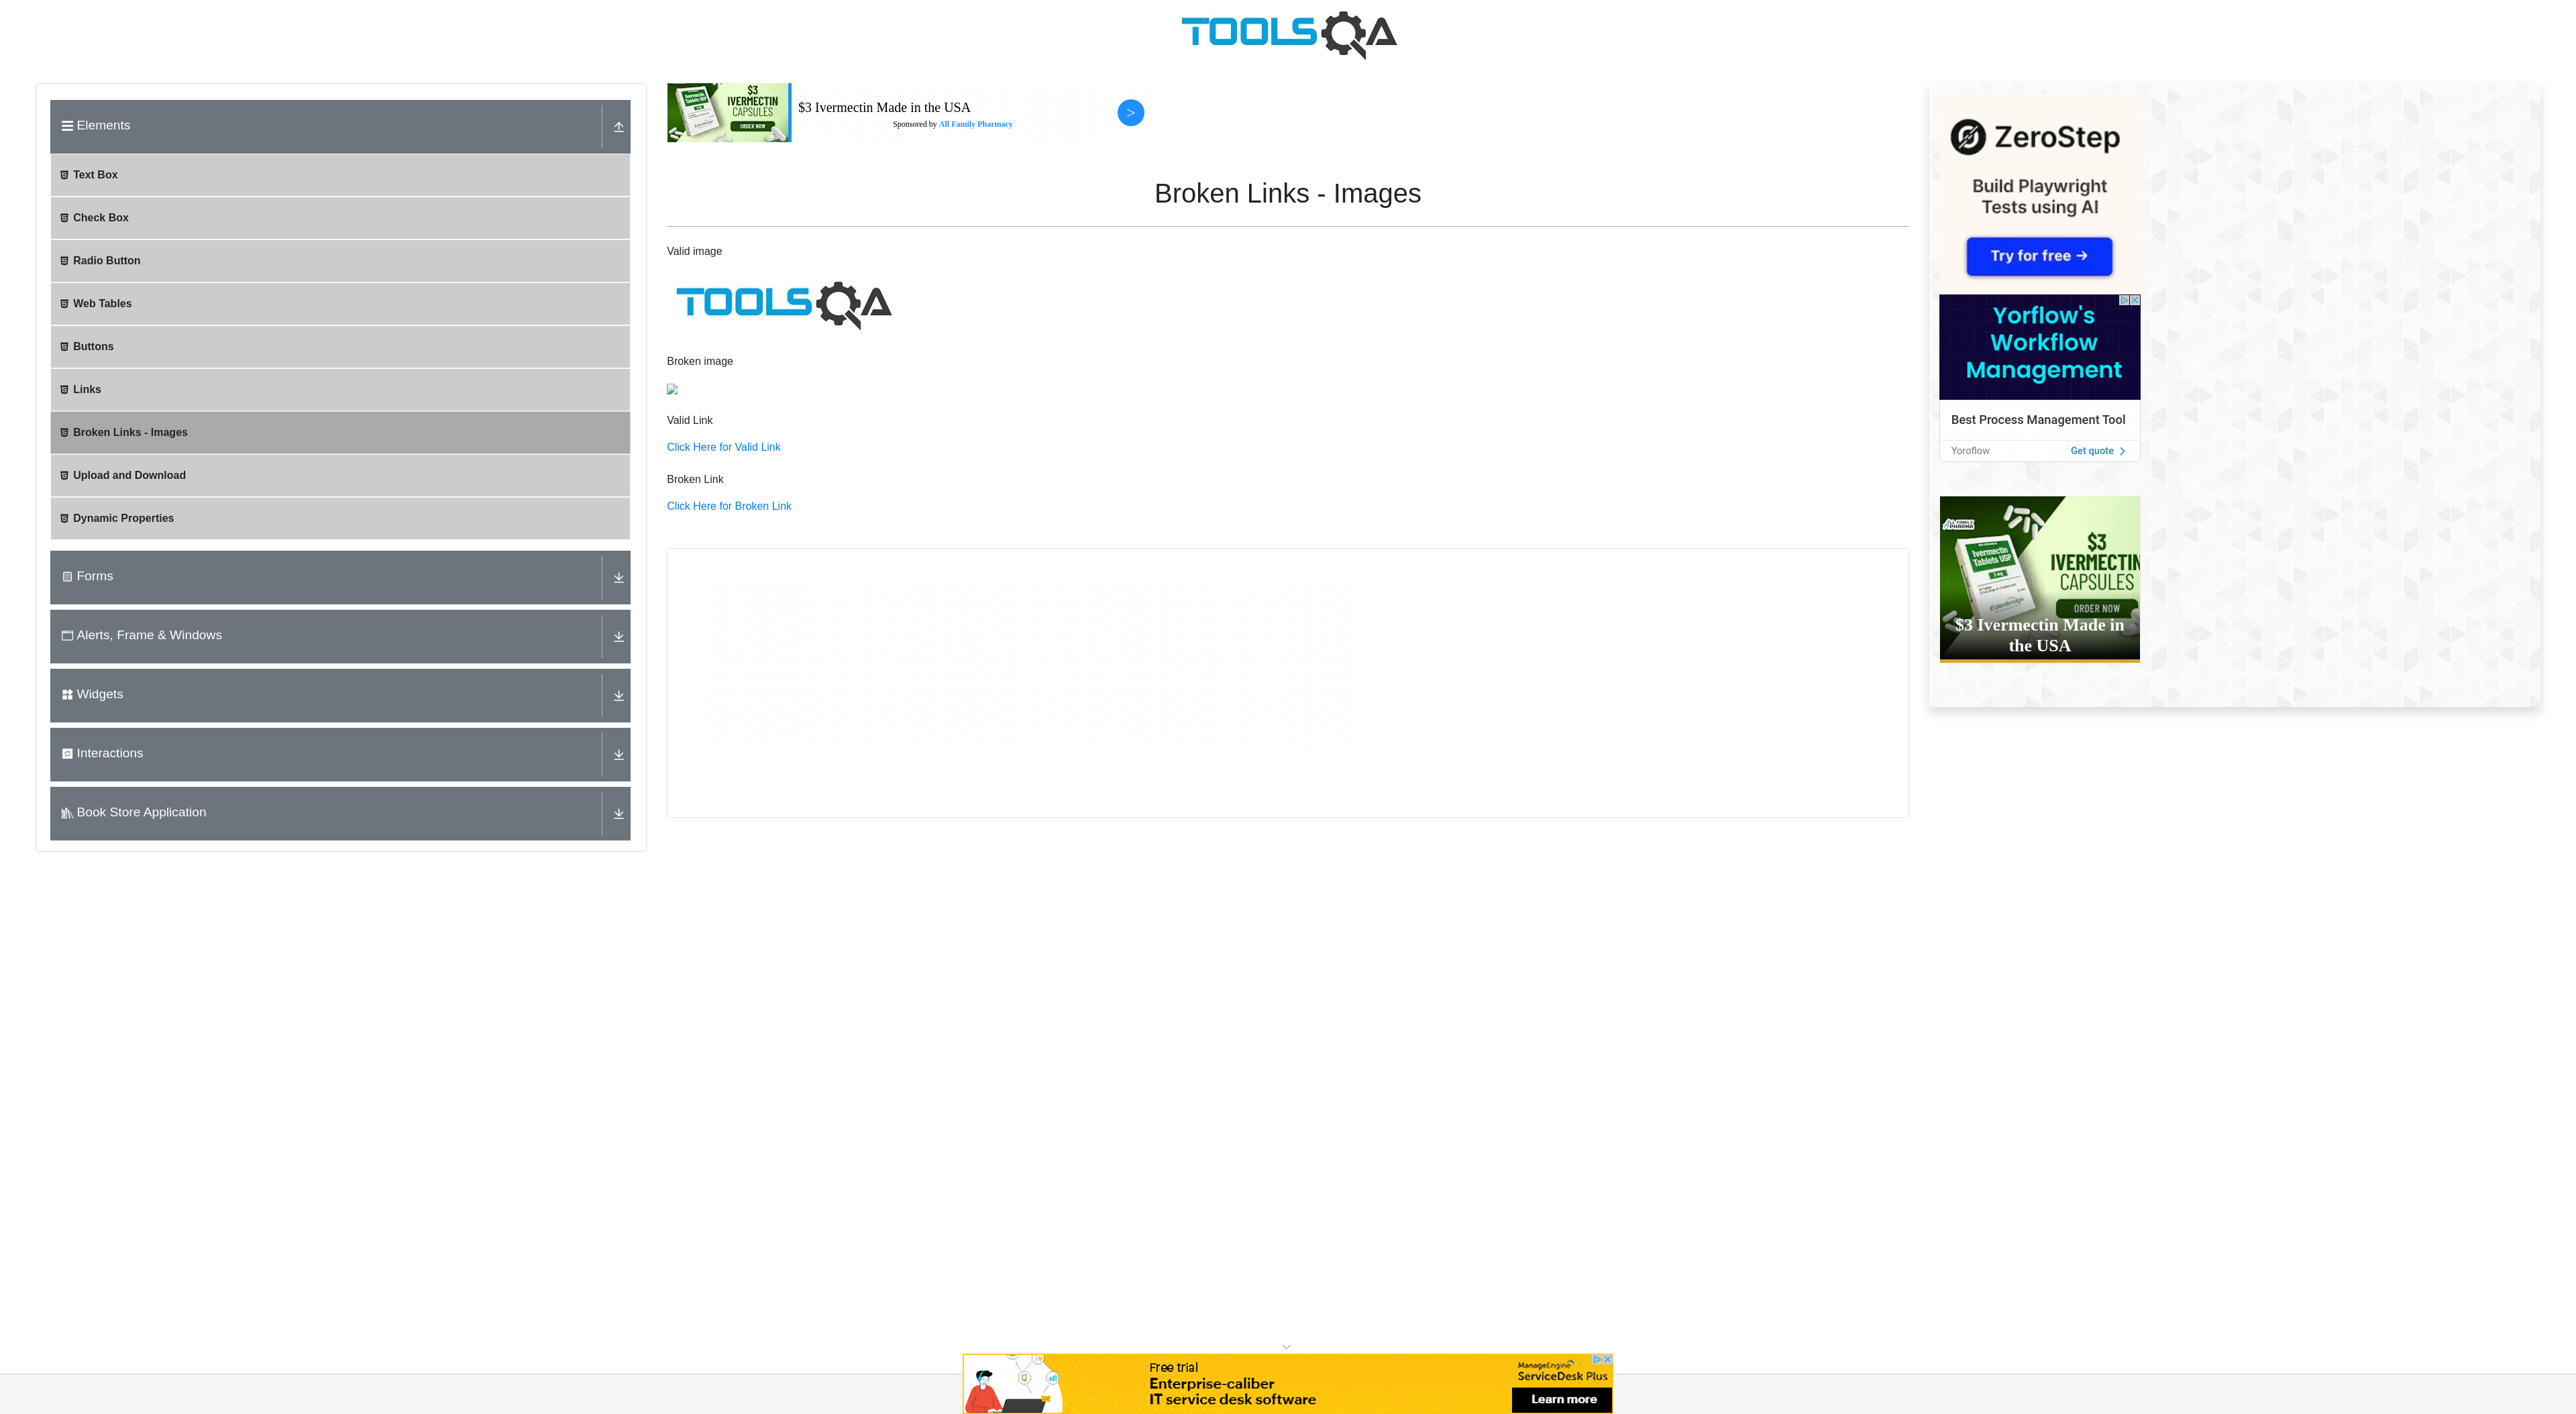 TOOLSQA
Elements
Text Box
Check Box
Radio Button
Web Tables
Buttons
Links
Broken Links - Images
Upload and Download
Dynamic Properties
Forms
Alerts, Frame & Windows
Widgets
Interactions
Book Store Application
$3
IVERMECTIN
CAPSULES
ORDER NOW
$3 Ivermectin Made in the USA
Sponsored by All Family Pharmacy
>
Broken Links - Images
Valid image
TOOLSQA
Broken image
Valid Link
Click Here for Valid Link
Broken Link
Click Here for Broken Link
ZeroStep
Build Playwright
Tests using AI
Try for free →
Yorflow's
Workflow
Management
Best Process Management Tool
Yoroflow
Get quote
Ivermectin
Tablets USP
Edenbridge
$3
IVERMECTIN
CAPSULES
ORDER NOW
$3 Ivermectin Made in
the USA
Free trial
Enterprise-caliber
IT service desk software
ManageEngine
ServiceDesk Plus
Learn more